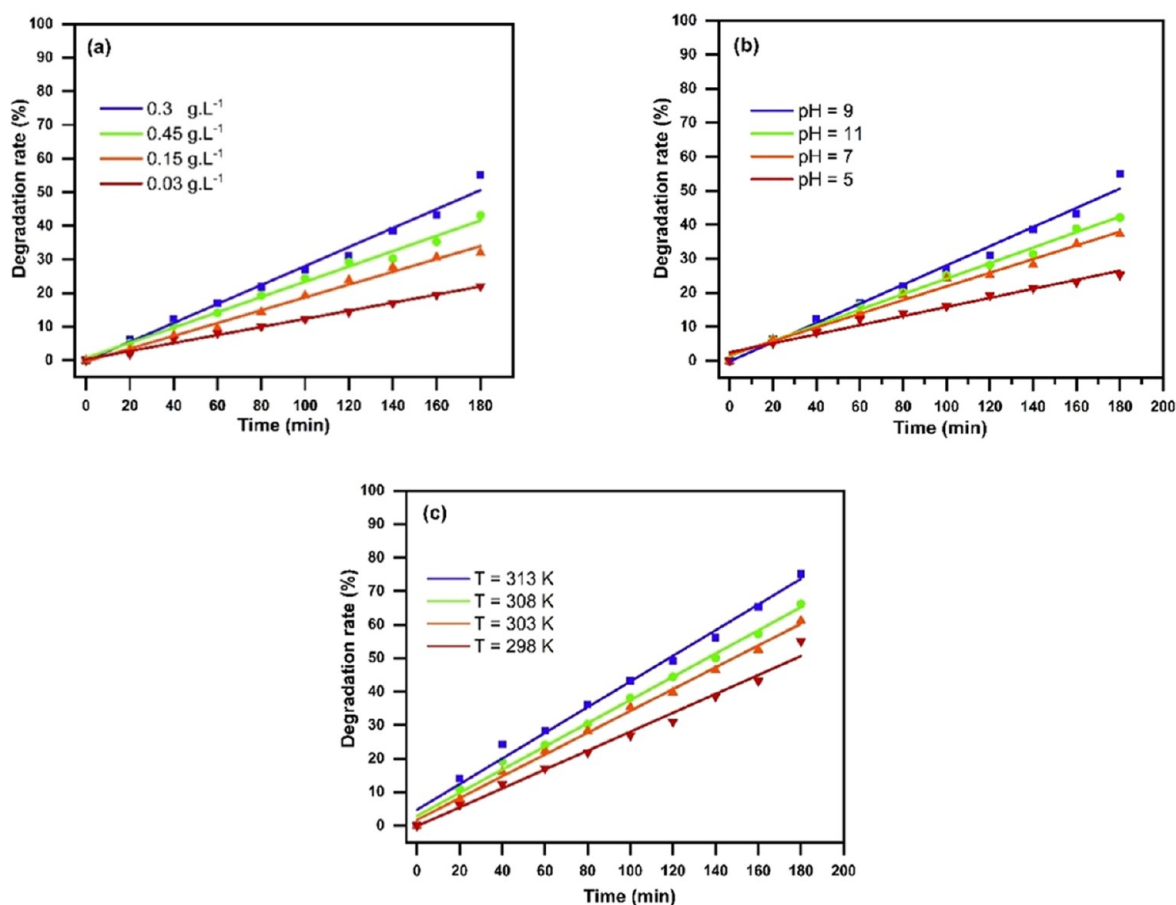 (a)
0.3 g.L⁻¹
0.45 g.L⁻¹
0.15 g.L⁻¹
0.03 g.L⁻¹
Degradation rate (%)
100
90
80
70
60
50
40
30
20
10
0
0 20 40 60 80 100 120 140 160 180
Time (min)
(b)
pH = 9
pH = 11
pH = 7
pH = 5
Degradation rate (%)
100
90
80
70
60
50
40
30
20
10
0
0 20 40 60 80 100 120 140 160 180 200
Time (min)
(c)
T = 313 K
T = 308 K
T = 303 K
T = 298 K
Degradation rate (%)
100
90
80
70
60
50
40
30
20
10
0
0 20 40 60 80 100 120 140 160 180 200
Time (min)